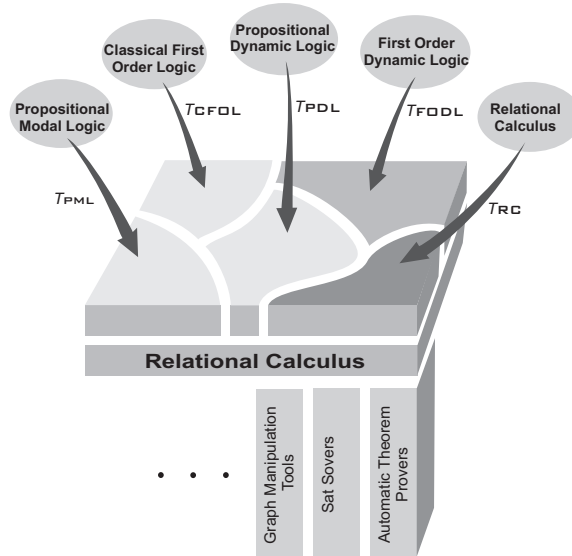 Propositional
Dynamic Logic
Classical First
Order Logic
First Order
Dynamic Logic
Propositional
Modal Logic
Relational
Calculus
TCFOL
TPDL
TFODL
TPML
TRC
Relational Calculus
. . .
Graph Manipulation
Tools
Sat Sovers
Automatic Theorem
Provers